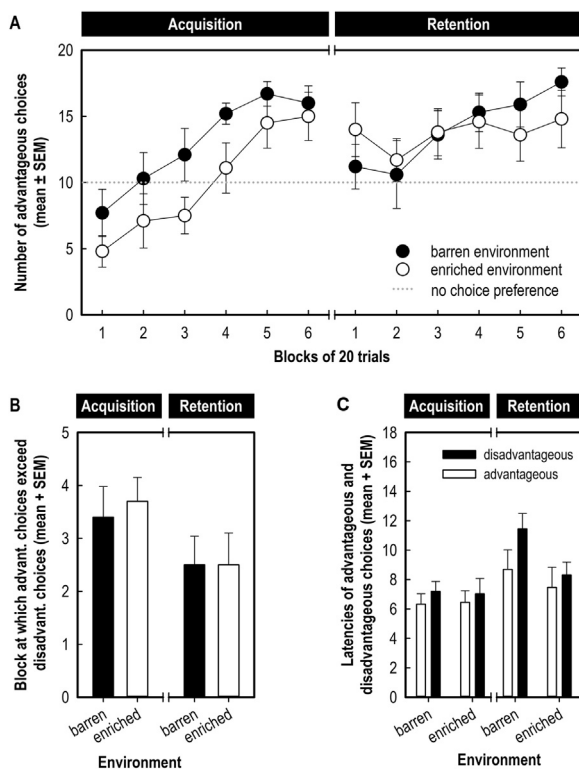 A
Acquisition
Retention
Number of advantageous choices
(mean ± SEM)
20
15
10
5
0
barren environment
enriched environment
no choice preference
1 2 3 4 5 6 1 2 3 4 5 6
Blocks of 20 trials
B
Acquisition Retention
Block at which advant. choices exceed
disadvant. choices (mean + SEM)
5
4
3
2
1
0
barren enriched barren enriched
Environment
C
Acquisition Retention
Latencies of advantageous and
disadvantageous choices (mean + SEM)
18
16
14
12
10
8
6
4
2
0
disadvantageous
advantageous
barren enriched barren enriched
Environment